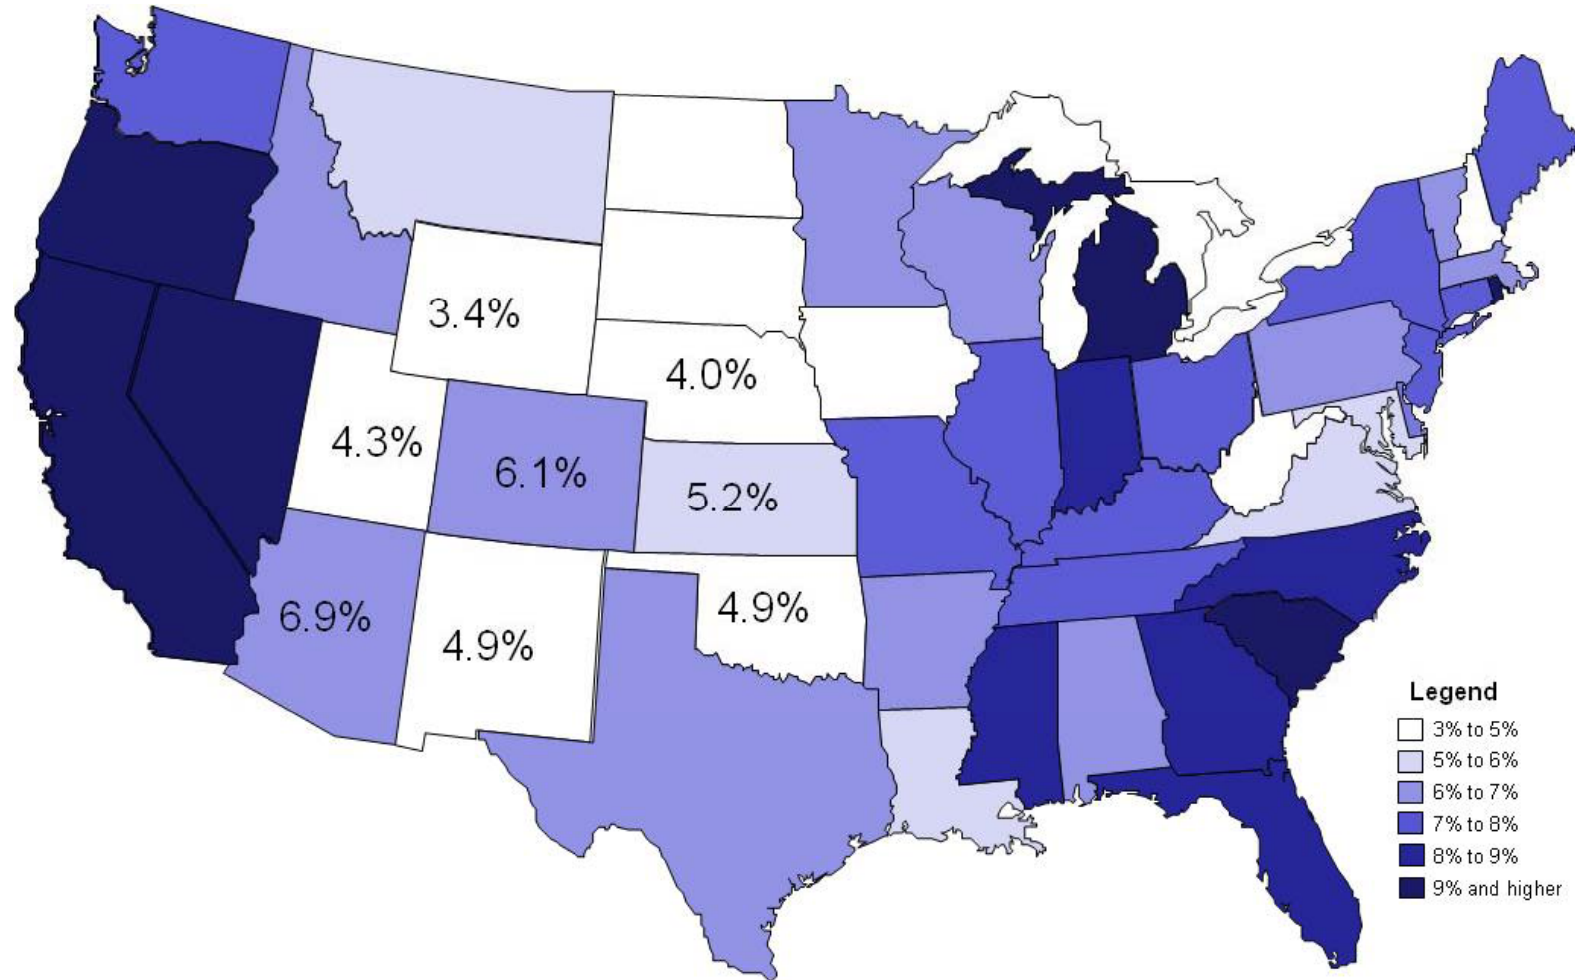 3.4%
4.0%
4.3%
6.1%
5.2%
6.9%
4.9%
4.9%
Legend
3% to 5%
5% to 6%
6% to 7%
7% to 8%
8% to 9%
9% and higher